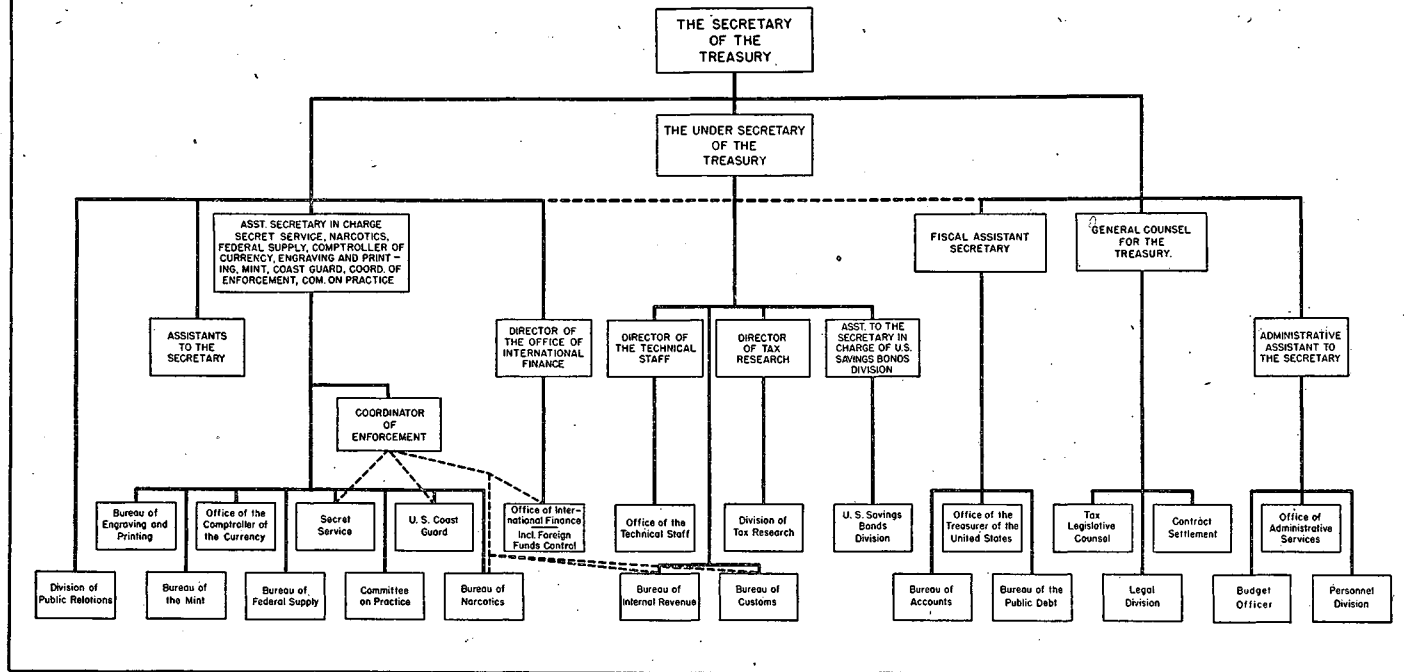 THE SECRETARY
OF THE
TREASURY
THE UNDER SECRETARY
OF THE
TREASURY
ASST. SECRETARY IN CHARGE
SECRET SERVICE, NARCOTICS,
FEDERAL SUPPLY, COMPTROLLER OF
CURRENCY, ENGRAVING AND PRINT-
ING, MINT, COAST GUARD, COORD. OF
ENFORCEMENT, COM. ON PRACTICE
FISCAL ASSISTANT
SECRETARY
GENERAL COUNSEL
FOR THE
TREASURY.
ASSISTANTS
TO THE
SECRETARY
DIRECTOR OF
THE OFFICE OF
INTERNATIONAL
FINANCE
DIRECTOR OF
THE TECHNICAL
STAFF
DIRECTOR
OF TAX
RESEARCH
ASST. TO THE
SECRETARY IN
CHARGE OF U.S.
SAVINGS BONDS
DIVISION
ADMINISTRATIVE
ASSISTANT TO
THE SECRETARY
COORDINATOR
OF
ENFORCEMENT
Bureau of
Engraving and
Printing
Office of the
Comptroller of
the Currency
Secret
Service
U. S. Coast
Guard
Office of Inter-
national Finance
Incl. Foreign
Funds Control
Office of the
Technical Staff
Division of
Tax Research
U. S. Savings
Bonds
Division
Office of the
Treasurer of the
United States
Tax
Legislative
Counsel
Contract
Settlement
Office of
Administrative
Services
Division of
Public Relations
Bureau of
the Mint
Bureau of
Federal Supply
Committee
on Practice
Bureau of
Narcotics
Bureau of
Internal Revenue
Bureau of
Customs
Bureau of
Accounts
Bureau of
the Public Debt
Legal
Division
Budget
Officer
Personnel
Division